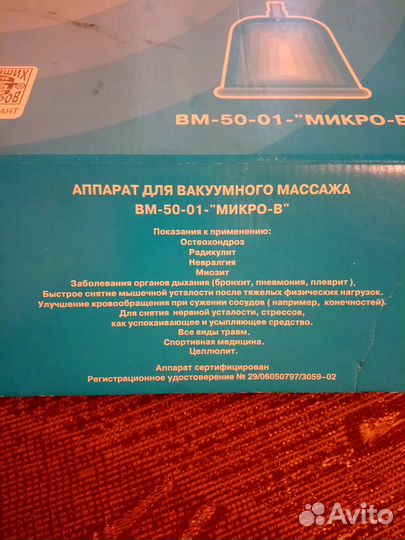 ЧШИХ
РОВ
АНТ
ВМ-50-01-"МИКРО-В
АППАРАТ ДЛЯ ВАКУУМНОГО МАССАЖА
ВМ-50-01-"МИКРО-В"
Показания к применению:
Остеохондроз
Радикулит
Невралгия
Миозит
Заболевания органов дыхания (бронхит, пневмония, плеврит ).
Быстрое снятие мышечной усталости после тяжелых физических нагрузок.
Улучшение кровообращения при сужении сосудов ( например, конечностей).
Для снятия нервной усталости, стрессов,
как успокаивающее и усыпляющее средство.
Все виды травм.
Спортивная медицина.
Целлюлит.
Аппарат сертифицирован
Регистрационное удостоверение № 29/06050797/3059-02
Avito